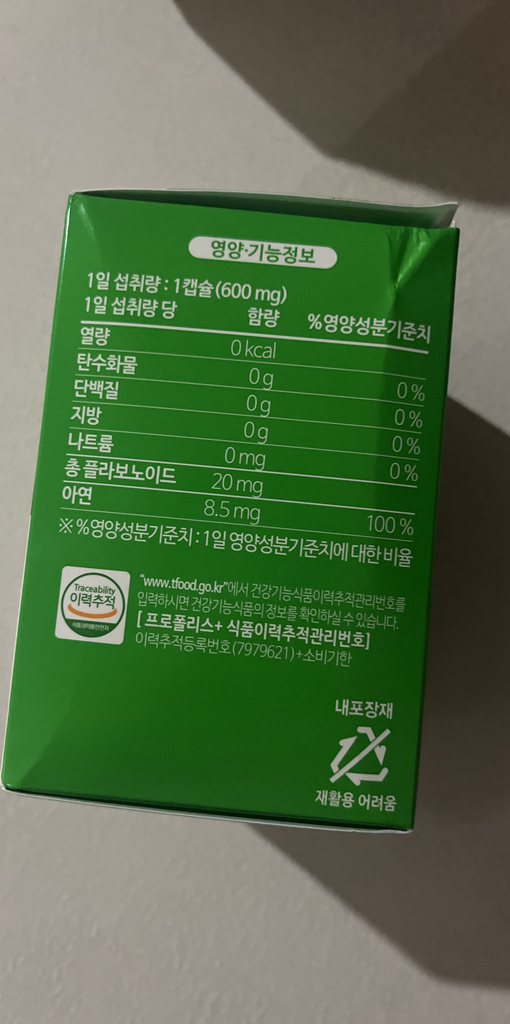 영양·기능정보
1일 섭취량 : 1캡슐(600 mg)
1일 섭취량 당 함량 %영양성분기준치
열량 0 kcal
탄수화물 0 g 0 %
단백질 0 g 0 %
지방 0 g 0 %
나트륨 0 mg 0 %
총 플라보노이드 20 mg
아연 8.5 mg 100 %
※ %영양성분기준치 : 1일 영양성분기준치에 대한 비율
Traceability
이력추적
식품의약품안전처
"www.tfood.go.kr"에서 건강기능식품이력추적관리번호를
입력하시면 건강기능식품의 정보를 확인하실 수 있습니다.
[ 프로폴리스+ 식품이력추적관리번호]
이력추적등록번호(7979621)+소비기한
내포장재
재활용 어려움